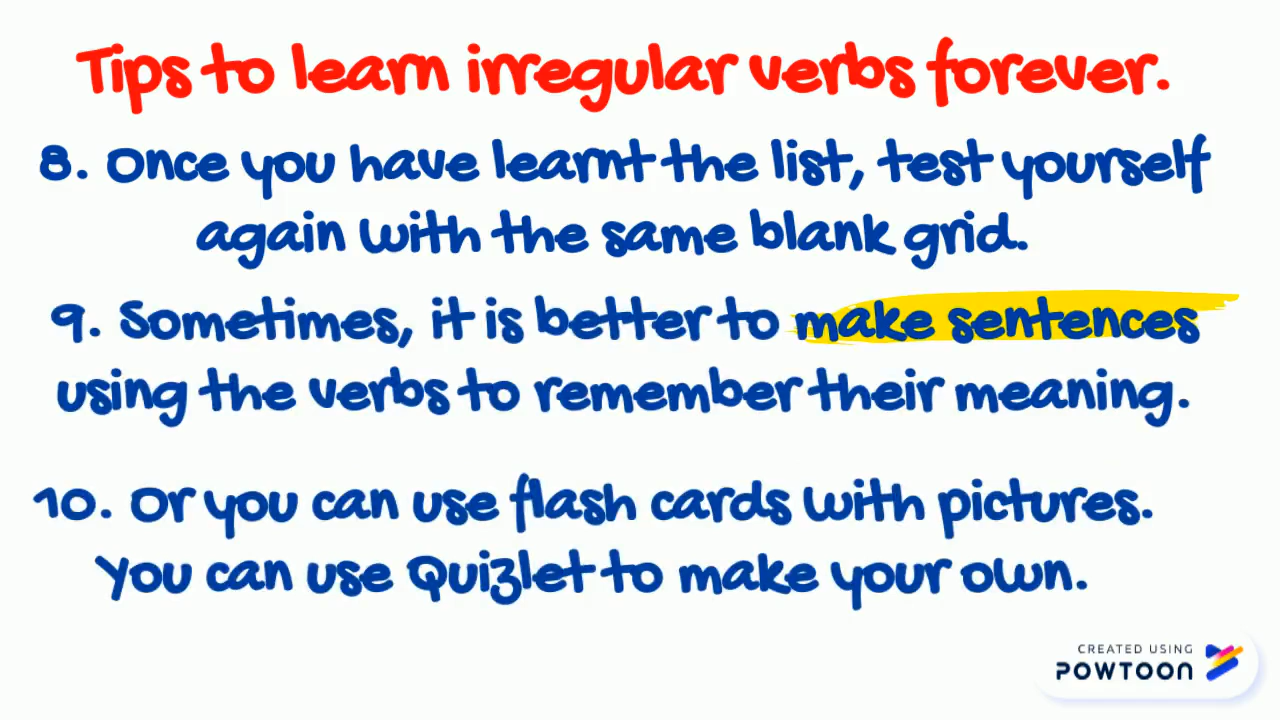 Tips to learn irregular verbs forever.
8. Once you have learnt the list, test yourself
again with the same blank grid.
9. Sometimes, it is better to make sentences
using the verbs to remember their meaning.
10. Or you can use flash cards with pictures.
You can use Quizlet to make your own.
CREATED USING
POWTOON